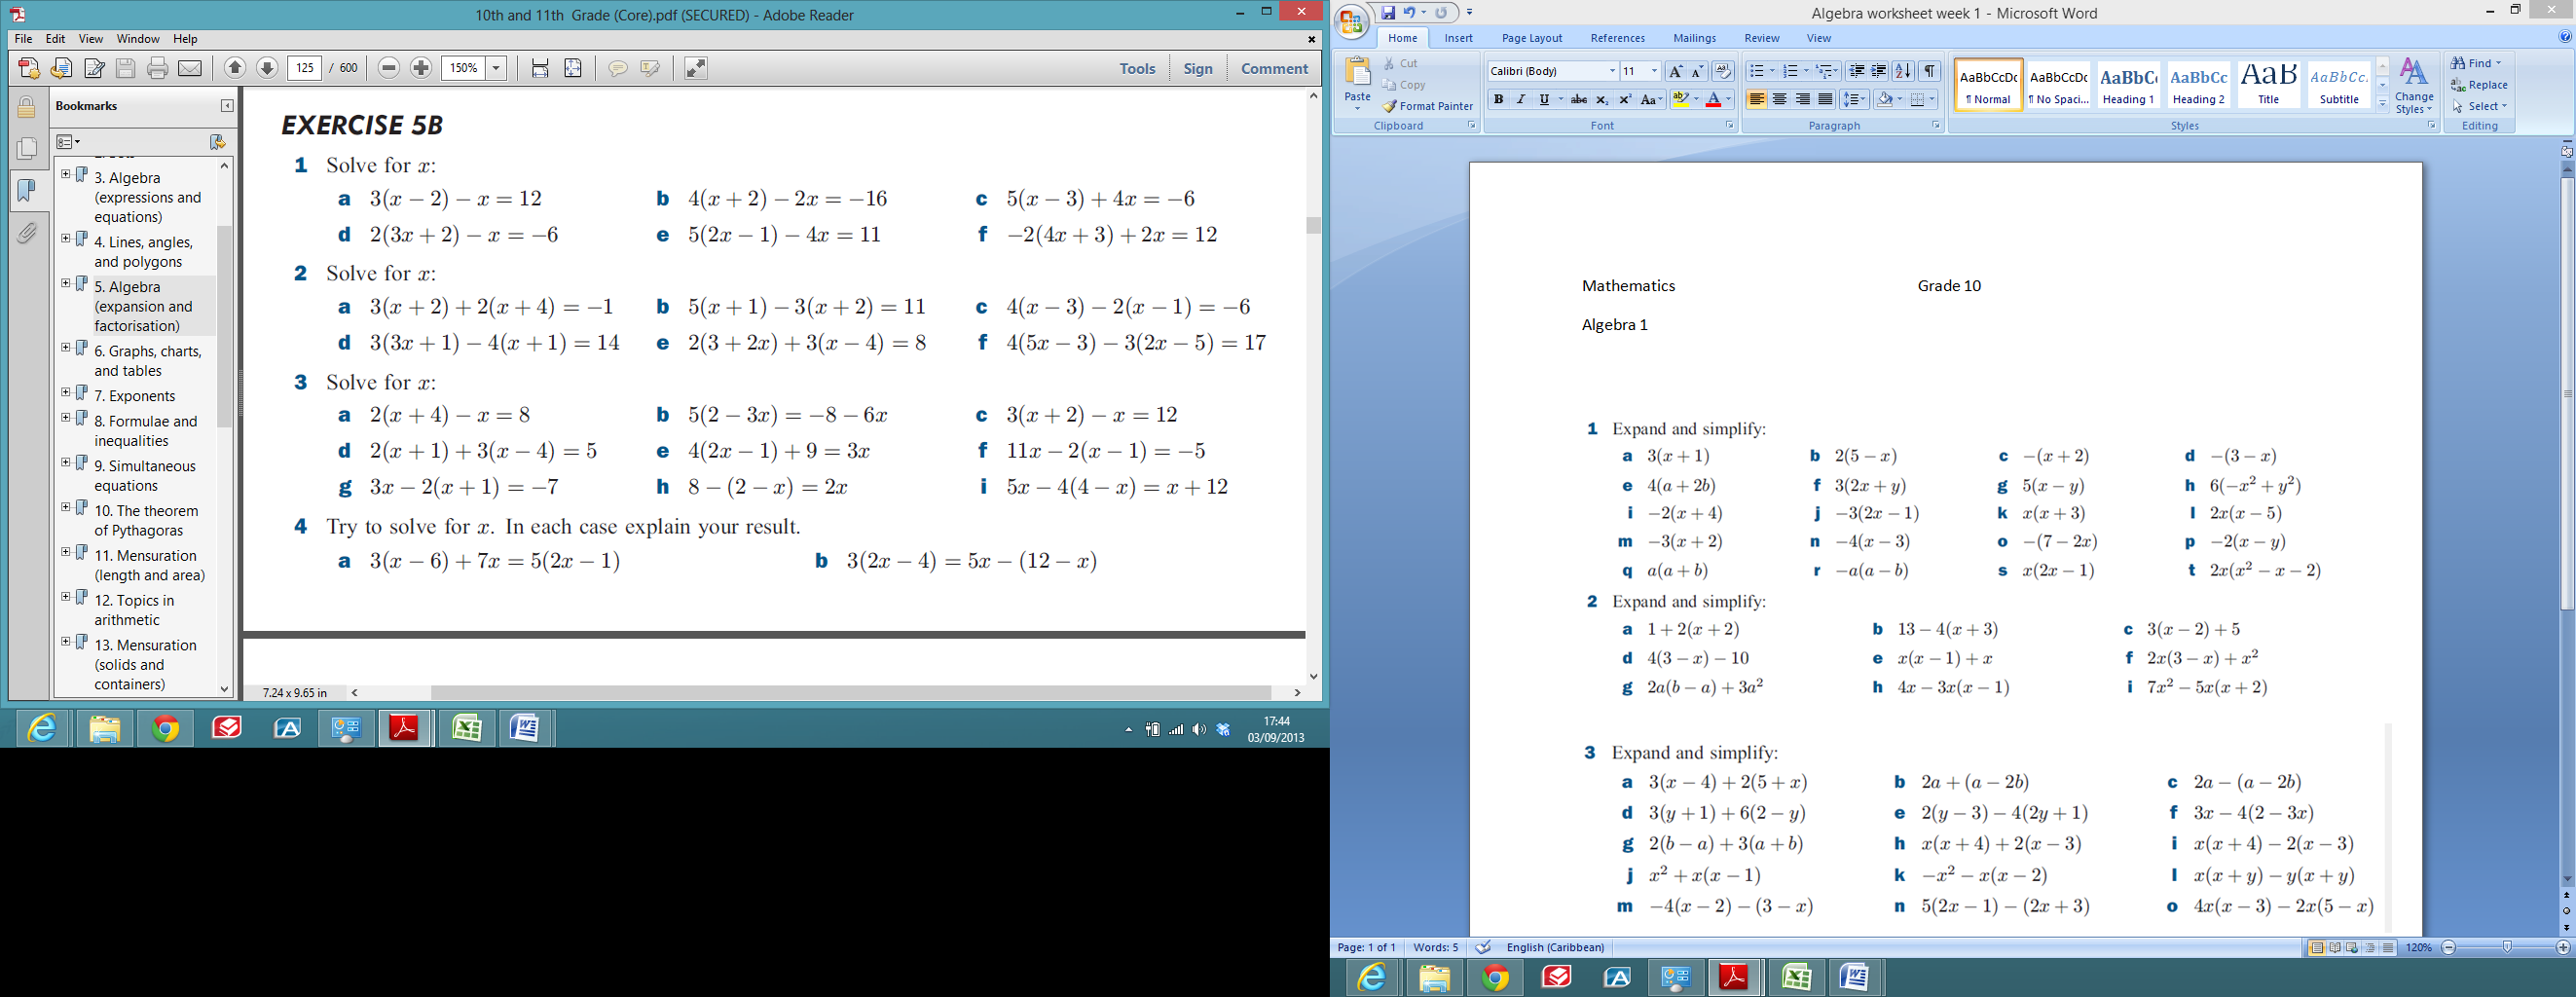 10th and 11th Grade (Core).pdf (SECURED) - Adobe Reader
File Edit View Window Help
125 / 600 150% Tools Sign Comment
Bookmarks
3. Algebra
(expressions and
equations)
4. Lines, angles,
and polygons
5. Algebra
(expansion and
factorisation)
6. Graphs, charts,
and tables
7. Exponents
8. Formulae and
inequalities
9. Simultaneous
equations
10. The theorem
of Pythagoras
11. Mensuration
(length and area)
12. Topics in
arithmetic
13. Mensuration
(solids and
containers)
EXERCISE 5B
1 Solve for x:
a 3(x − 2) − x = 12 b 4(x + 2) − 2x = −16 c 5(x − 3) + 4x = −6
d 2(3x + 2) − x = −6 e 5(2x − 1) − 4x = 11 f −2(4x + 3) + 2x = 12
2 Solve for x:
a 3(x + 2) + 2(x + 4) = −1 b 5(x + 1) − 3(x + 2) = 11 c 4(x − 3) − 2(x − 1) = −6
d 3(3x + 1) − 4(x + 1) = 14 e 2(3 + 2x) + 3(x − 4) = 8 f 4(5x − 3) − 3(2x − 5) = 17
3 Solve for x:
a 2(x + 4) − x = 8 b 5(2 − 3x) = −8 − 6x c 3(x + 2) − x = 12
d 2(x + 1) + 3(x − 4) = 5 e 4(2x − 1) + 9 = 3x f 11x − 2(x − 1) = −5
g 3x − 2(x + 1) = −7 h 8 − (2 − x) = 2x i 5x − 4(4 − x) = x + 12
4 Try to solve for x. In each case explain your result.
a 3(x − 6) + 7x = 5(2x − 1) b 3(2x − 4) = 5x − (12 − x)
7.24 x 9.65 in
17:44
03/09/2013
Algebra worksheet week 1 - Microsoft Word
Home Insert Page Layout References Mailings Review View
Paste
Cut
Copy
Format Painter
Clipboard
Calibri (Body) 11
B I U abc x₂ x² Aa
Font
Paragraph
AaBbCcDc AaBbCcDc AaBbC AaBbCc AaB AaBbCc.
¶ Normal ¶ No Spaci... Heading 1 Heading 2 Title Subtitle
Change
Styles
Styles
Find
Replace
Select
Editing
Mathematics Grade 10
Algebra 1
1 Expand and simplify:
a 3(x + 1) b 2(5 − x) c −(x + 2) d −(3 − x)
e 4(a + 2b) f 3(2x + y) g 5(x − y) h 6(−x² + y²)
i −2(x + 4) j −3(2x − 1) k x(x + 3) l 2x(x − 5)
m −3(x + 2) n −4(x − 3) o −(7 − 2x) p −2(x − y)
q a(a + b) r −a(a − b) s x(2x − 1) t 2x(x² − x − 2)
2 Expand and simplify:
a 1 + 2(x + 2) b 13 − 4(x + 3) c 3(x − 2) + 5
d 4(3 − x) − 10 e x(x − 1) + x f 2x(3 − x) + x²
g 2a(b − a) + 3a² h 4x − 3x(x − 1) i 7x² − 5x(x + 2)
3 Expand and simplify:
a 3(x − 4) + 2(5 + x) b 2a + (a − 2b) c 2a − (a − 2b)
d 3(y + 1) + 6(2 − y) e 2(y − 3) − 4(2y + 1) f 3x − 4(2 − 3x)
g 2(b − a) + 3(a + b) h x(x + 4) + 2(x − 3) i x(x + 4) − 2(x − 3)
j x² + x(x − 1) k −x² − x(x − 2) l x(x + y) − y(x + y)
m −4(x − 2) − (3 − x) n 5(2x − 1) − (2x + 3) o 4x(x − 3) − 2x(5 − x)
Page: 1 of 1 Words: 5 English (Caribbean) 120%